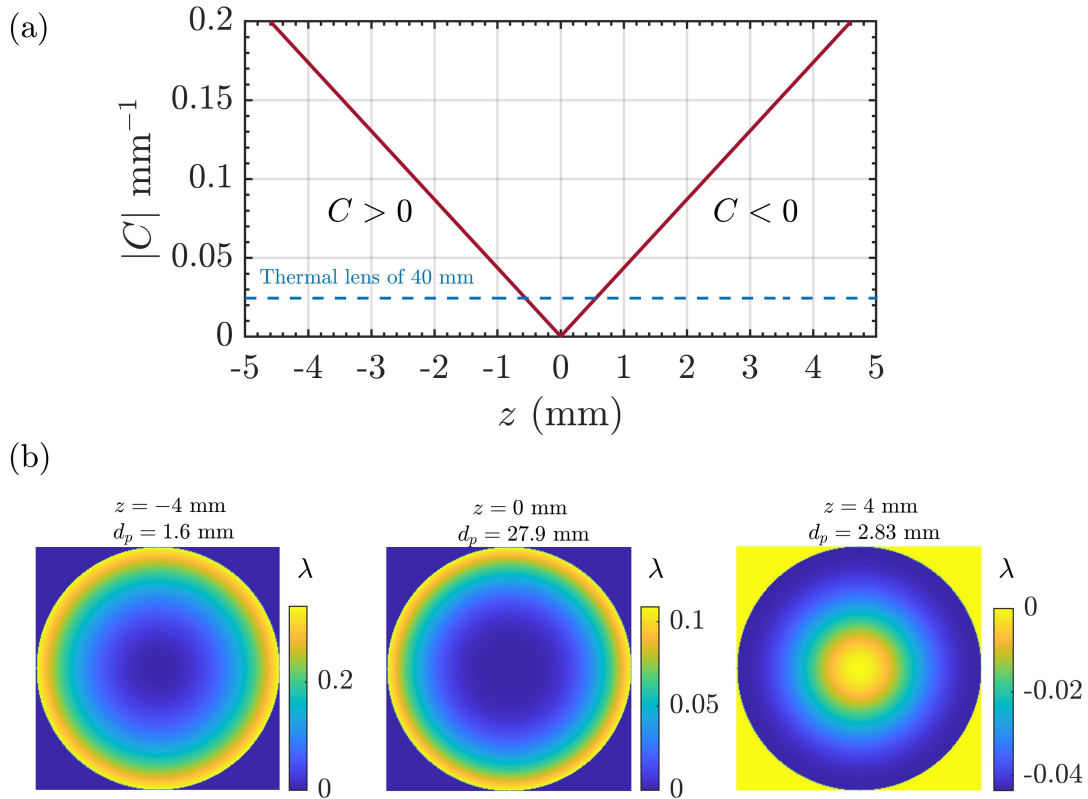 (a)
|C| mm⁻¹
0.2
0.15
0.1
0.05
0
C > 0
C < 0
Thermal lens of 40 mm
-5 -4 -3 -2 -1 0 1 2 3 4 5
z (mm)
(b)
z = −4 mm
d_p = 1.6 mm
λ
0.2
0
z = 0 mm
d_p = 27.9 mm
λ
0.1
0.05
0
z = 4 mm
d_p = 2.83 mm
λ
0
-0.02
-0.04